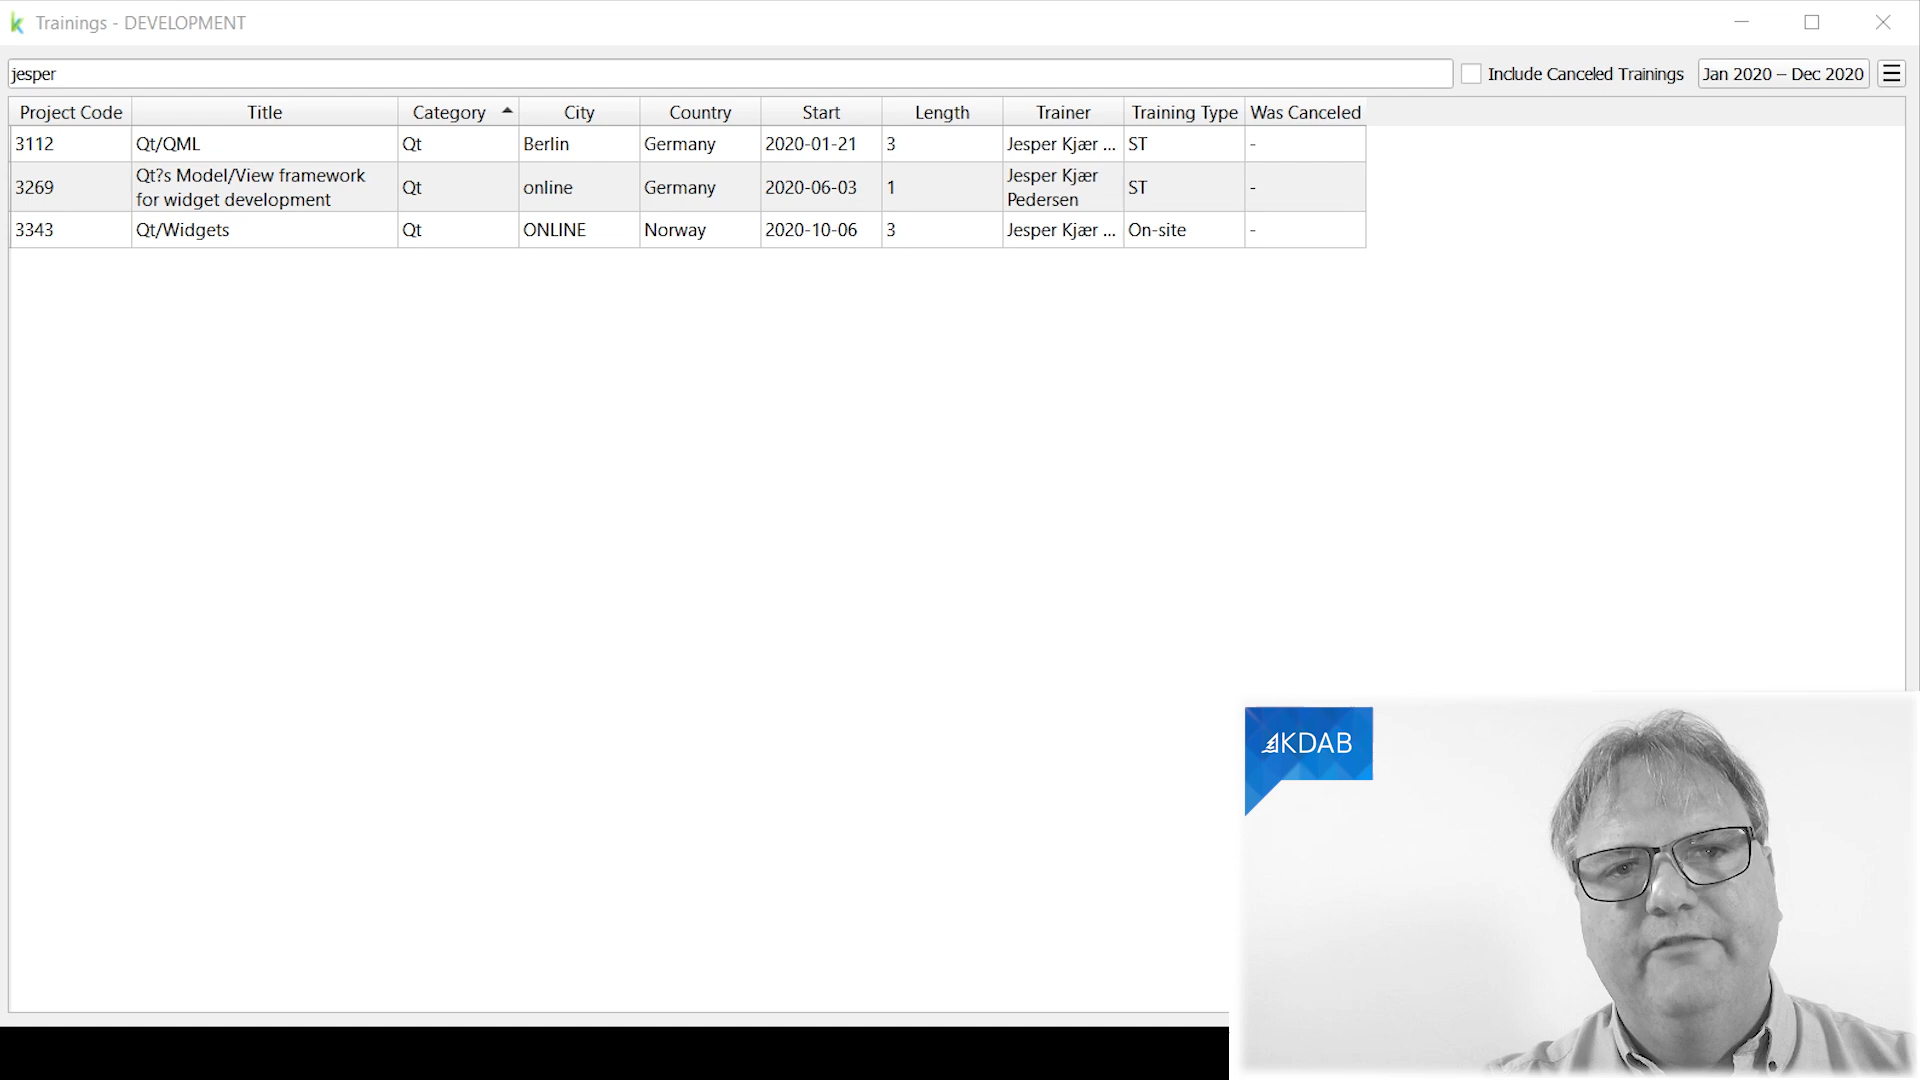 Trainings - DEVELOPMENT
jesper
Include Canceled Trainings
Jan 2020 – Dec 2020
Project Code Title Category City Country Start Length Trainer Training Type Was Canceled
3112 Qt/QML Qt Berlin Germany 2020-01-21 3 Jesper Kjær ... ST -
3269 Qt?s Model/View framework for widget development Qt online Germany 2020-06-03 1 Jesper Kjær Pedersen ST -
3343 Qt/Widgets Qt ONLINE Norway 2020-10-06 3 Jesper Kjær ... On-site -
KDAB